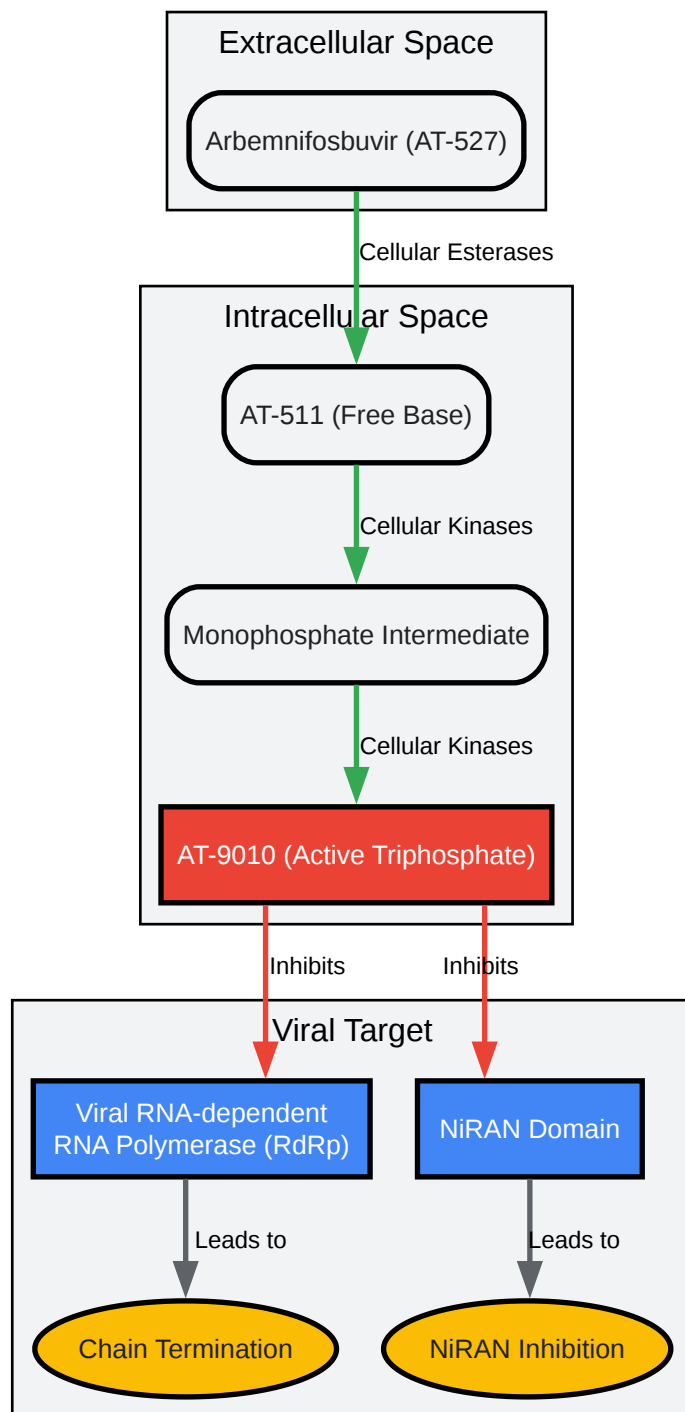 Extracellular Space
Arbemnifosbuvir (AT-527)
Cellular Esterases
Intracellular Space
AT-511 (Free Base)
Cellular Kinases
Monophosphate Intermediate
Cellular Kinases
AT-9010 (Active Triphosphate)
Inhibits
Inhibits
Viral Target
Viral RNA-dependent
RNA Polymerase (RdRp)
NiRAN Domain
Leads to
Leads to
Chain Termination
NiRAN Inhibition